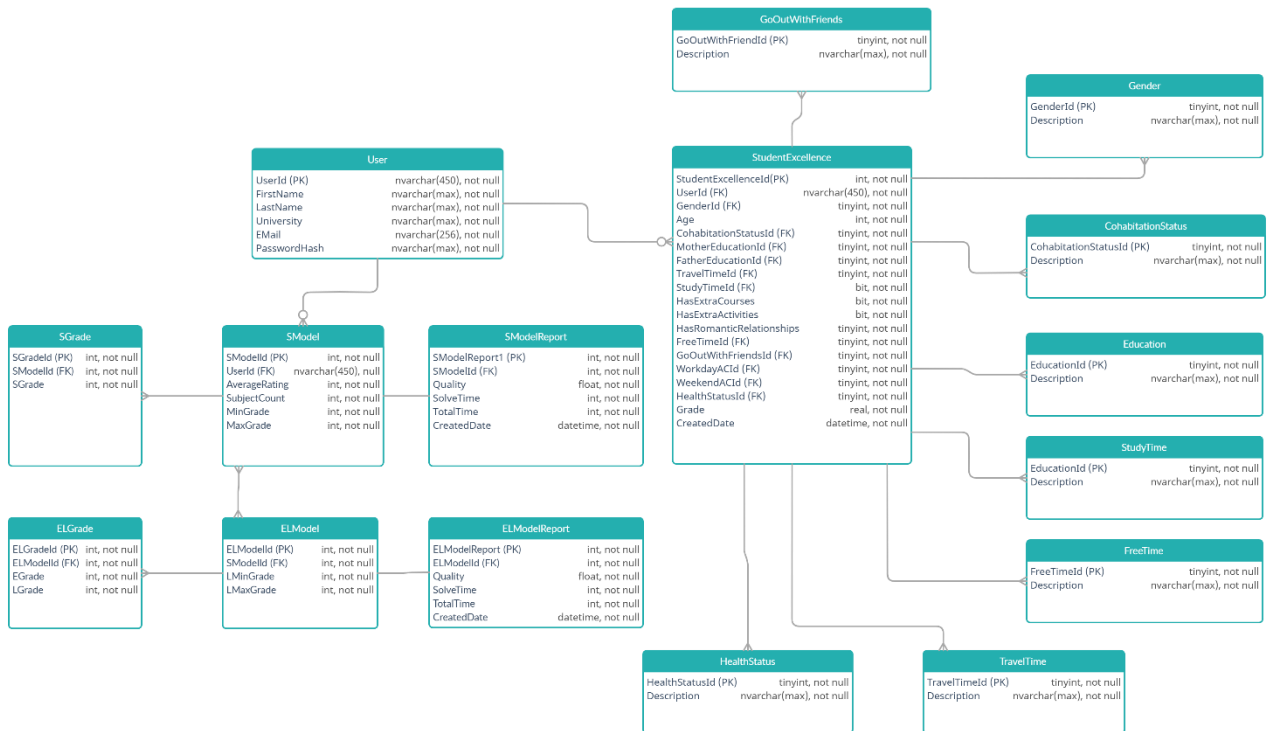 GoOutWithFriends
GoOutWithFriendId (PK) tinyint, not null
Description nvarchar(max), not null
Gender
GenderId (PK) tinyint, not null
Description nvarchar(max), not null
User
UserId (PK) nvarchar(450), not null
FirstName nvarchar(max), not null
LastName nvarchar(max), not null
University nvarchar(max), not null
EMail nvarchar(256), not null
PasswordHash nvarchar(max), not null
StudentExcellence
StudentExcellenceId(PK) int, not null
UserId (FK) nvarchar(450), not null
GenderId (FK) tinyint, not null
Age int, not null
CohabitationStatusId (FK) tinyint, not null
MotherEducationId (FK) tinyint, not null
FatherEducationId (FK) tinyint, not null
TravelTimeId (FK) tinyint, not null
StudyTimeId (FK) bit, not null
HasExtraCourses bit, not null
HasExtraActivities bit, not null
HasRomanticRelationships tinyint, not null
FreeTimeId (FK) tinyint, not null
GoOutWithFriendsId (FK) tinyint, not null
WorkdayACId (FK) tinyint, not null
WeekendACId (FK) tinyint, not null
HealthStatusId (FK) tinyint, not null
Grade real, not null
CreatedDate datetime, not null
CohabitationStatus
CohabitationStatusId (PK) tinyint, not null
Description nvarchar(max), not null
SGrade
SGradeId (PK) int, not null
SModelId (FK) int, not null
SGrade int, not null
SModel
SModelId (PK) int, not null
UserId (FK) nvarchar(450), null
AverageRating int, not null
SubjectCount int, not null
MinGrade int, not null
MaxGrade int, not null
SModelReport
SModelReport1 (PK) int, not null
SModelId (FK) int, not null
Quality float, not null
SolveTime int, not null
TotalTime int, not null
CreatedDate datetime, not null
Education
EducationId (PK) tinyint, not null
Description nvarchar(max), not null
StudyTime
EducationId (PK) tinyint, not null
Description nvarchar(max), not null
ELGrade
ELGradeId (PK) int, not null
ELModelId (FK) int, not null
EGrade int, not null
LGrade int, not null
ELModel
ELModelId (PK) int, not null
SModelId (FK) int, not null
LMinGrade int, not null
LMaxGrade int, not null
ELModelReport
ELModelReport (PK) int, not null
ELModelId (FK) int, not null
Quality float, not null
SolveTime int, not null
TotalTime int, not null
CreatedDate datetime, not null
FreeTime
FreeTimeId (PK) tinyint, not null
Description nvarchar(max), not null
HealthStatus
HealthStatusId (PK) tinyint, not null
Description nvarchar(max), not null
TravelTime
TravelTimeId (PK) tinyint, not null
Description nvarchar(max), not null